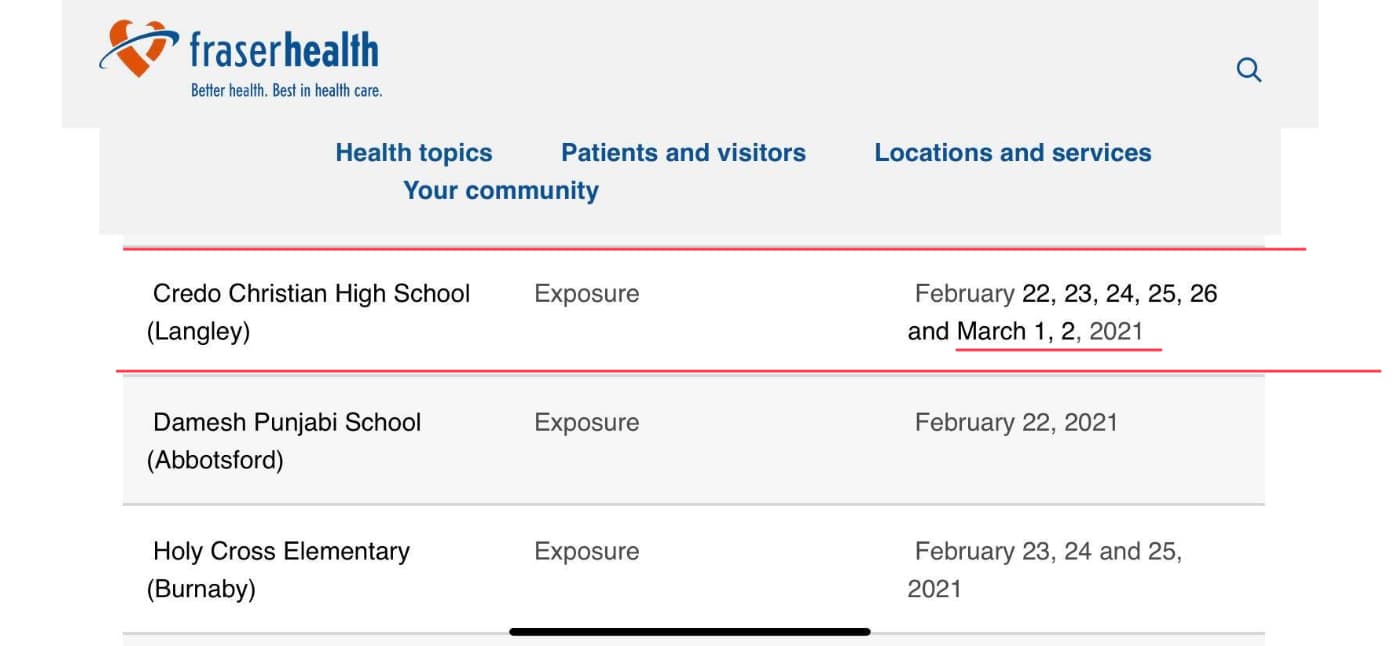 fraserhealth
Better health. Best in health care.
Health topics Patients and visitors Locations and services
Your community
Credo Christian High School Exposure February 22, 23, 24, 25, 26
(Langley) and March 1, 2, 2021
Damesh Punjabi School Exposure February 22, 2021
(Abbotsford)
Holy Cross Elementary Exposure February 23, 24 and 25,
(Burnaby) 2021